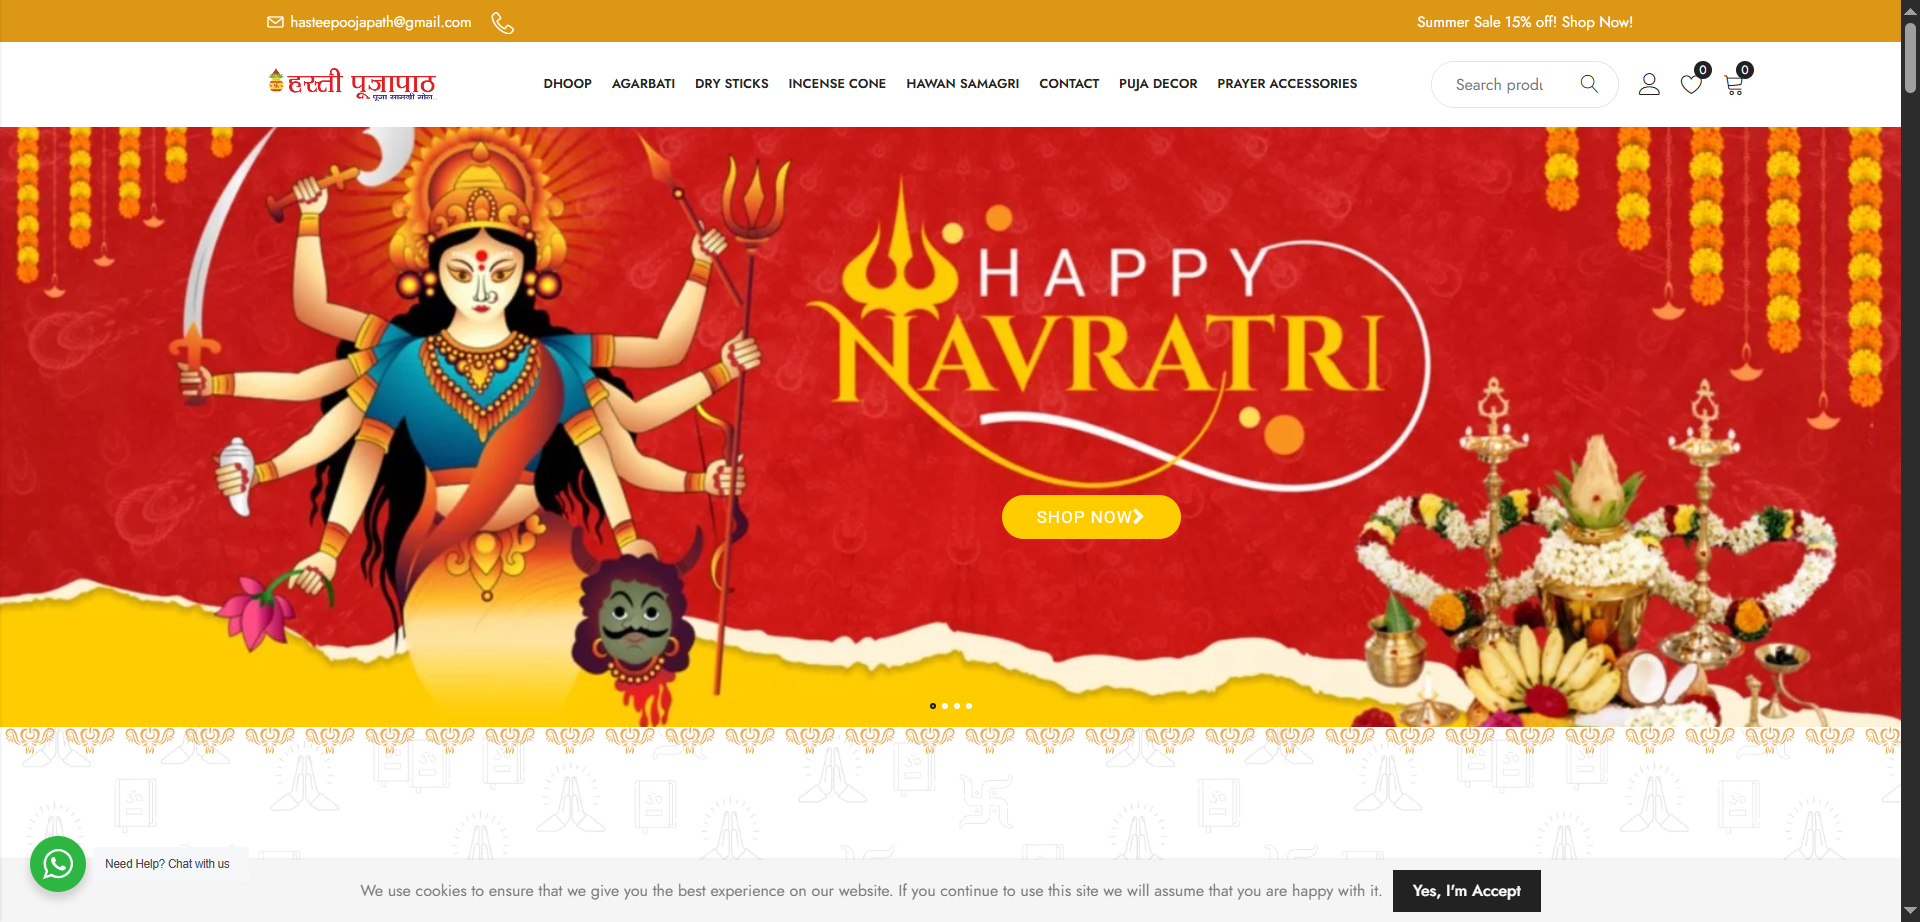 hasteepoojapath@gmail.com
Summer Sale 15% off! Shop Now!
हस्ती पूजापाठ
पूजा सामग्री मॉल
DHOOP
AGARBATI
DRY STICKS
INCENSE CONE
HAWAN SAMAGRI
CONTACT
PUJA DECOR
PRAYER ACCESSORIES
Search produ
0
0
HAPPY
NAVRATRI
SHOP NOW
Need Help? Chat with us
We use cookies to ensure that we give you the best experience on our website. If you continue to use this site we will assume that you are happy with it.
Yes, I'm Accept